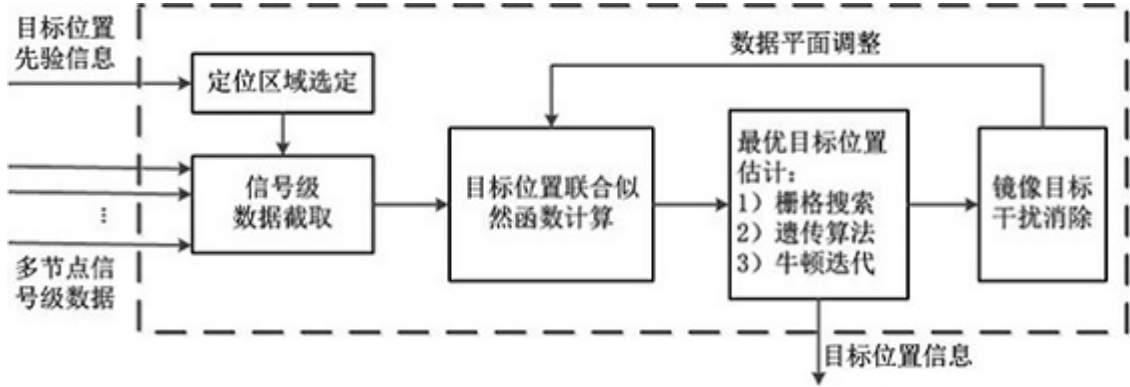 目标位置
先验信息
定位区域选定
数据平面调整
信号级
数据截取
目标位置联合似
然函数计算
最优目标位置
估计：
1）栅格搜索
2）遗传算法
3）牛顿迭代
镜像目标
干扰消除
...
多节点信
号级数据
目标位置信息